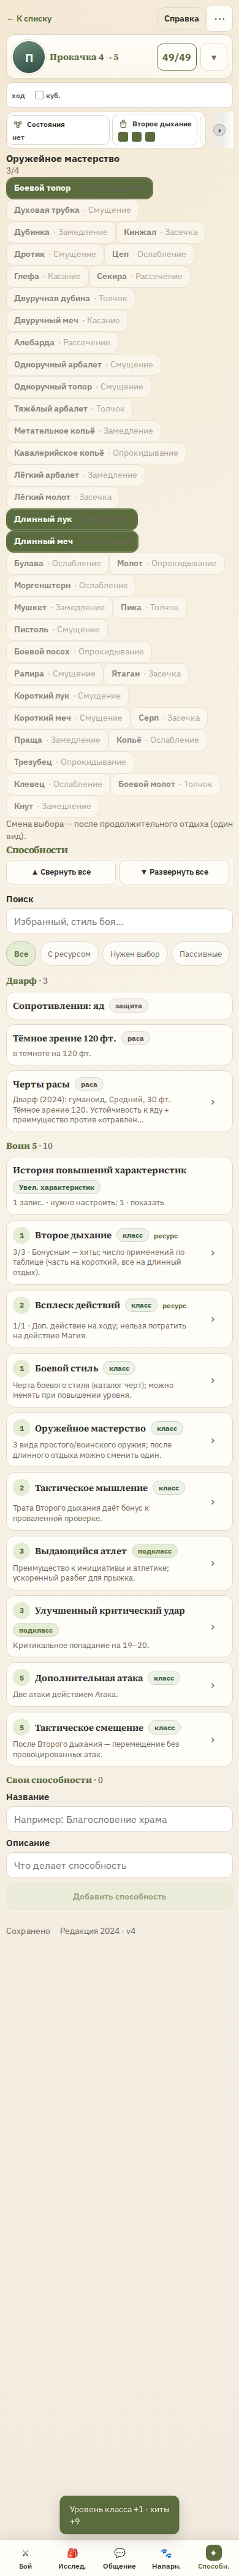 ← К списку
Справка
⋯
П
Прокачка 4→5
49/49
▾
ход
куб.
Состояния
нет
Второе дыхание
›
Оружейное мастерство
3/4
Боевой топор
Духовая трубка · Смущение
Дубинка · Замедление
Кинжал · Засечка
Дротик · Смущение
Цеп · Ослабление
Глефа · Касание
Секира · Рассечение
Двуручная дубина · Толчок
Двуручный меч · Касание
Алебарда · Рассечение
Одноручный арбалет · Смущение
Одноручный топор · Смущение
Тяжёлый арбалет · Толчок
Метательное копьё · Замедление
Кавалерийское копьё · Опрокидывание
Лёгкий арбалет · Замедление
Лёгкий молот · Засечка
Длинный лук
Длинный меч
Булава · Ослабление
Молот · Опрокидывание
Моргенштерн · Ослабление
Мушкет · Замедление
Пика · Толчок
Пистоль · Смущение
Боевой посох · Опрокидывание
Рапира · Смущение
Ятаган · Засечка
Короткий лук · Смущение
Короткий меч · Смущение
Серп · Засечка
Праща · Замедление
Копьё · Ослабление
Трезубец · Опрокидывание
Клевец · Ослабление
Боевой молот · Толчок
Кнут · Замедление
Смена выбора — после продолжительного отдыха (один
вид).
Способности
▲ Свернуть все
▼ Развернуть все
Поиск
Избранный, стиль боя…
Все
С ресурсом
Нужен выбор
Пассивные
Дварф · 3
Сопротивления: яд защита
Тёмное зрение 120 фт. раса
в темноте на 120 фт.
Черты расы раса
Дварф (2024): гуманоид, Средний, 30 фт.
Тёмное зрение 120. Устойчивость к яду +
преимущество против «отравлен…
›
Воин 5 · 10
История повышений характеристик
Увел. характеристик
1 запис. · нужно настроить: 1 · показать
1 Второе дыхание класс ресурс
3/3 · Бонусным — хиты; число применений по
таблице (часть на короткий, все на длинный
отдых).
›
2 Всплеск действий класс ресурс
1/1 · Доп. действие на ходу; нельзя потратить
на действие Магия.
›
1 Боевой стиль класс
Черта боевого стиля (каталог черт); можно
менять при повышении уровня.
›
1 Оружейное мастерство класс
3 вида простого/воинского оружия; после
длинного отдыха можно сменить один.
›
2 Тактическое мышление класс
Трата Второго дыхания даёт бонус к
проваленной проверке.
›
3 Выдающийся атлет подкласс
Преимущество к инициативы и атлетике;
ускоренный разбег для прыжка.
›
3 Улучшенный критический удар
подкласс
Критикальное попадание на 19–20.
›
5 Дополнительная атака класс
Две атаки действием Атака.
›
5 Тактическое смещение класс
После Второго дыхания — перемещение без
провоцированных атак.
›
Свои способности · 0
Название
Например: Благословение храма
Описание
Что делает способность
Добавить способность
Сохранено Редакция 2024 · v4
Уровень класса +1 · хиты
+9
Бой
Исслед.
Общение
Напарн.
Способн.